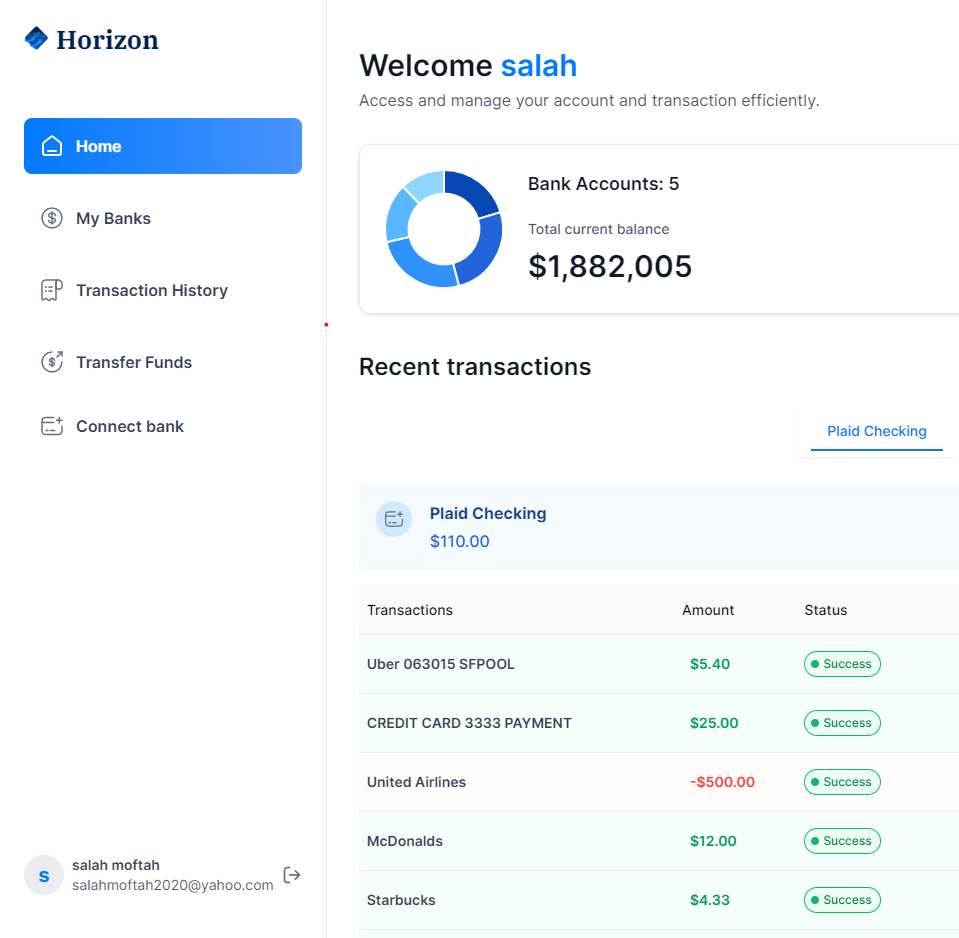 Horizon
Home
My Banks
Transaction History
Transfer Funds
Connect bank
salah moftah
s
salahmoftah2020@yahoo.com
Welcome salah
Access and manage your account and transaction efficiently.
Bank Accounts: 5
Total current balance
$1,882,005
Recent transactions
Plaid Checking
Plaid Checking
$110.00
Transactions Amount Status
Uber 063015 SFPOOL $5.40 Success
CREDIT CARD 3333 PAYMENT $25.00 Success
United Airlines -$500.00 Success
McDonalds $12.00 Success
Starbucks $4.33 Success